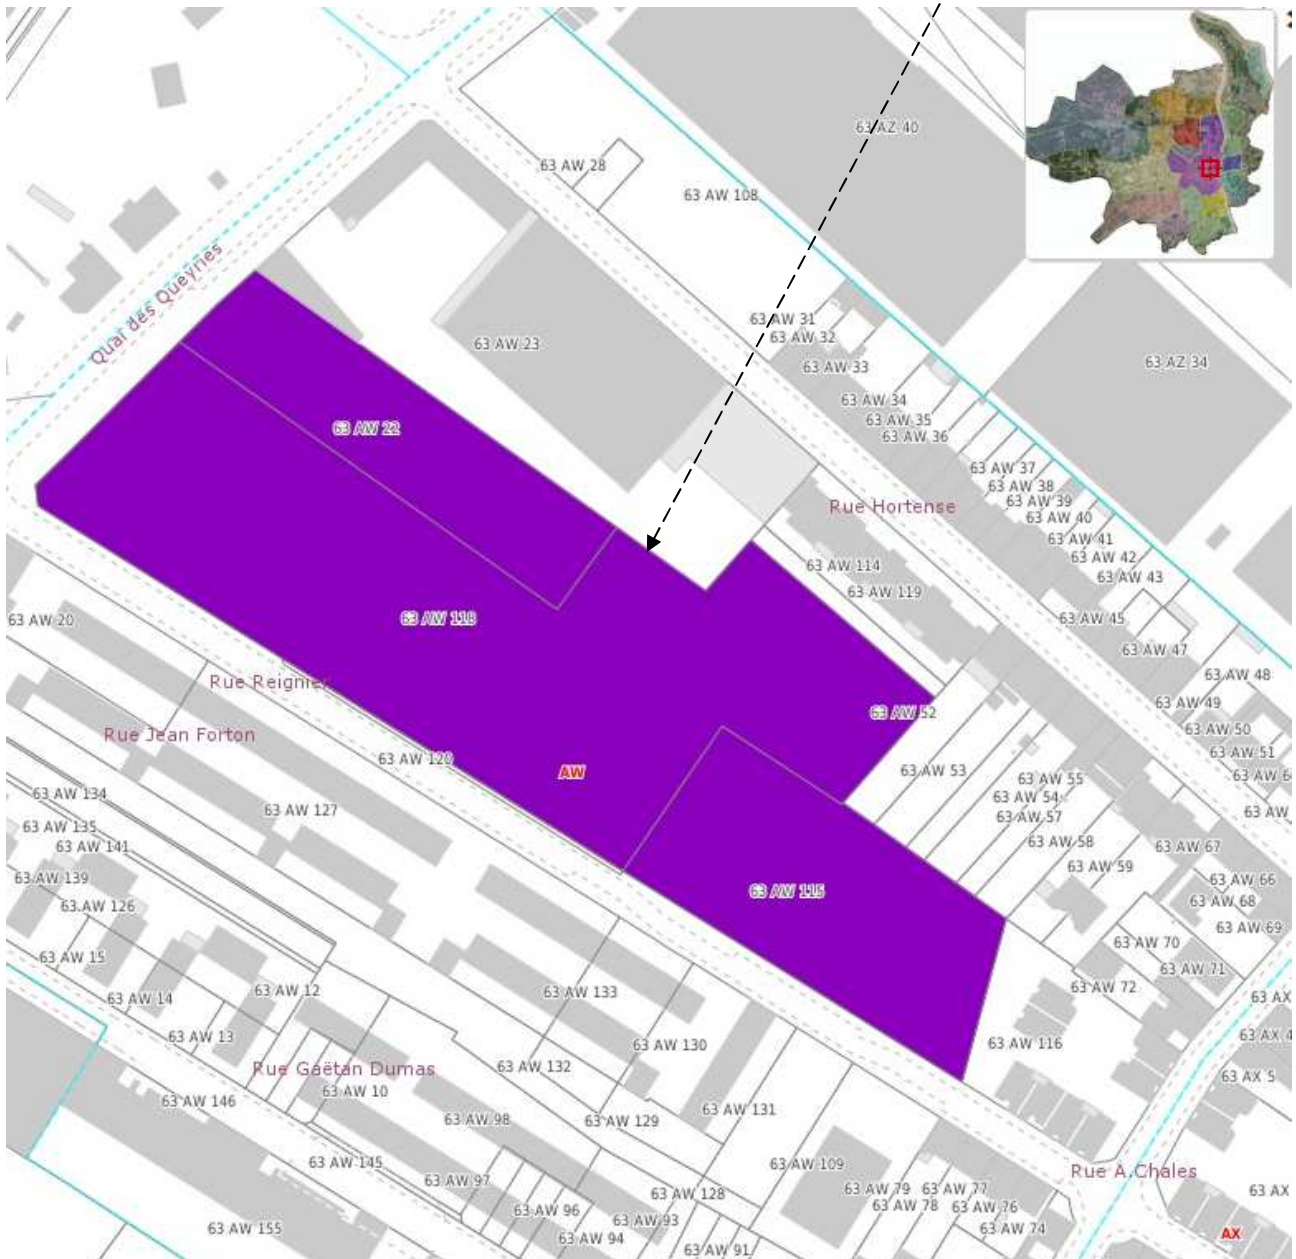 63 AZ 40
63 AW 28
63 AW 108
Quai des Queyries
63 AW 31
63 AW 32
63 AW 23
63 AW 33
63 AZ 34
63 AW 34
63 AW 35
63 AW 36
63 AW 22
63 AW 37
63 AW 38
63 AW 39
63 AW 40
Rue Hortense
63 AW 41
63 AW 42
63 AW 43
63 AW 114
63 AW 119
63 AW 118
63 AW 45
63 AW 20
63 AW 47
63 AW 48
Rue Reignier
63 AW 49
63 AW 52
63 AW 50
Rue Jean Forton
63 AW 51
63 AW 120
AW
63 AW 53
63 AW 55
63 AW 134
63 AW 54
63 AW 127
63 AW 57
63 AW
63 AW 135
63 AW 58
63 AW 141
63 AW 67
63 AW 59
63 AW 139
63 AW 66
63 AW 115
63 AW 68
63 AW 126
63 AW 69
63 AW 70
63 AW 15
63 AW 71
63 AW 72
63 AW 12
63 AW 133
63 AW 14
63 AX
63 AW 13
63 AX 4
63 AW 116
63 AW 130
63 AW 132
Rue Gaëtan Dumas
63 AX 5
63 AW 10
63 AW 146
63 AW 131
63 AW 98
63 AW 129
63 AW 145
63 AW 109
Rue A.Chales
63 AW 97
63 AW 79
63 AW 77
63 AX
63 AW 128
63 AW 78
63 AW 76
63 AW 96
63 AW 93
63 AW 155
63 AW 74
63 AW 94
AX
63 AW 91